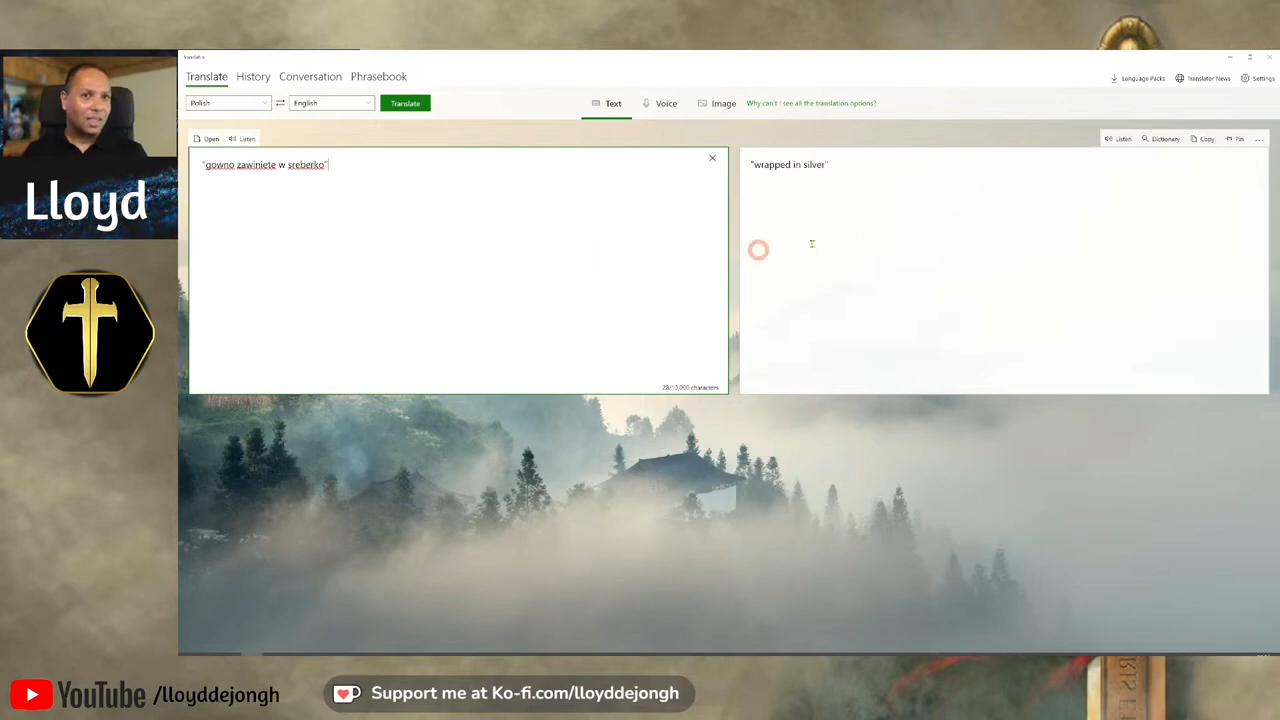 Translate History Conversation Phrasebook
Language Packs Translator News Settings
Polish English Translate
Text Voice Image Why can't I see all the translation options?
Open Listen
Listen Dictionary Copy Pin ...
"gowno zawiniete w sreberko"
"wrapped in silver"
28/10,000 characters
Lloyd
YouTube /lloyddejongh
Support me at Ko-fi.com/lloyddejongh